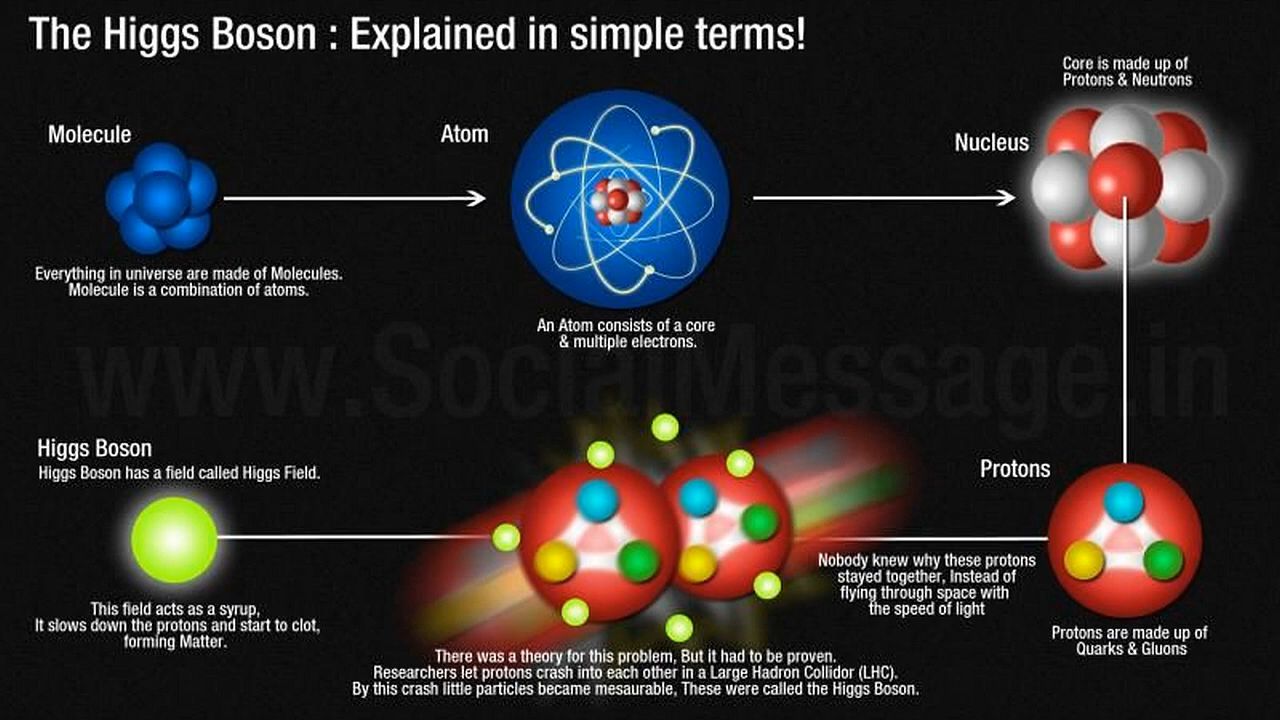 The Higgs Boson : Explained in simple terms!
Molecule
Everything in universe are made of Molecules.
Molecule is a combination of atoms.
Atom
An Atom consists of a core
& multiple electrons.
Core is made up of
Protons & Neutrons
Nucleus
www.SocialMessage.in
Higgs Boson
Higgs Boson has a field called Higgs Field.
This field acts as a syrup,
It slows down the protons and start to clot,
forming Matter.
There was a theory for this problem, But it had to be proven.
Researchers let protons crash into each other in a Large Hadron Collidor (LHC).
By this crash little particles became mesaurable, These were called the Higgs Boson.
Nobody knew why these protons
stayed together, Instead of
flying through space with
the speed of light
Protons
Protons are made up of
Quarks & Gluons